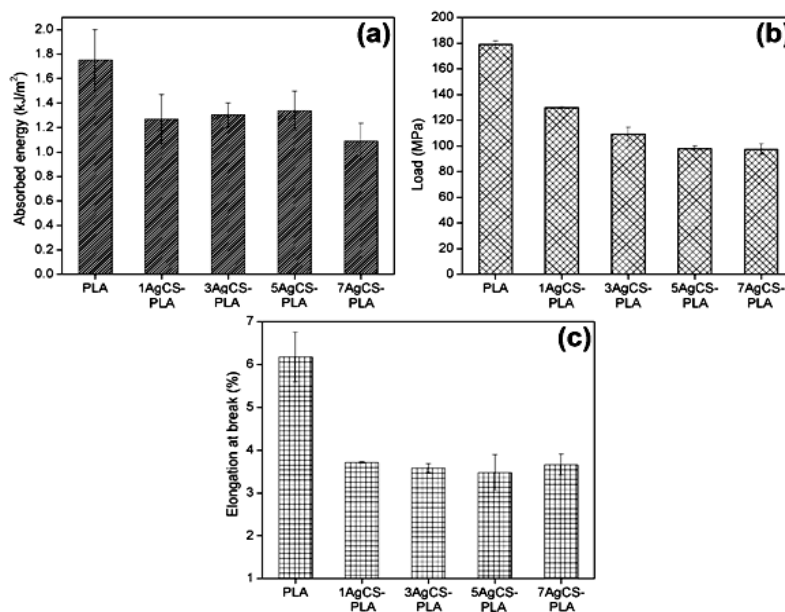 (a)
Absorbed energy (kJ/m²)
2.0
1.8
1.6
1.4
1.2
1.0
0.8
0.6
0.4
0.2
0.0
PLA 1AgCS- 3AgCS- 5AgCS- 7AgCS-
PLA PLA PLA PLA
(b)
Load (MPa)
200
180
160
140
120
100
80
60
40
20
0
PLA 1AgCS- 3AgCS- 5AgCS- 7AgCS-
PLA PLA PLA PLA
(c)
Elongation at break (%)
7
6
5
4
3
2
1
PLA 1AgCS- 3AgCS- 5AgCS- 7AgCS-
PLA PLA PLA PLA